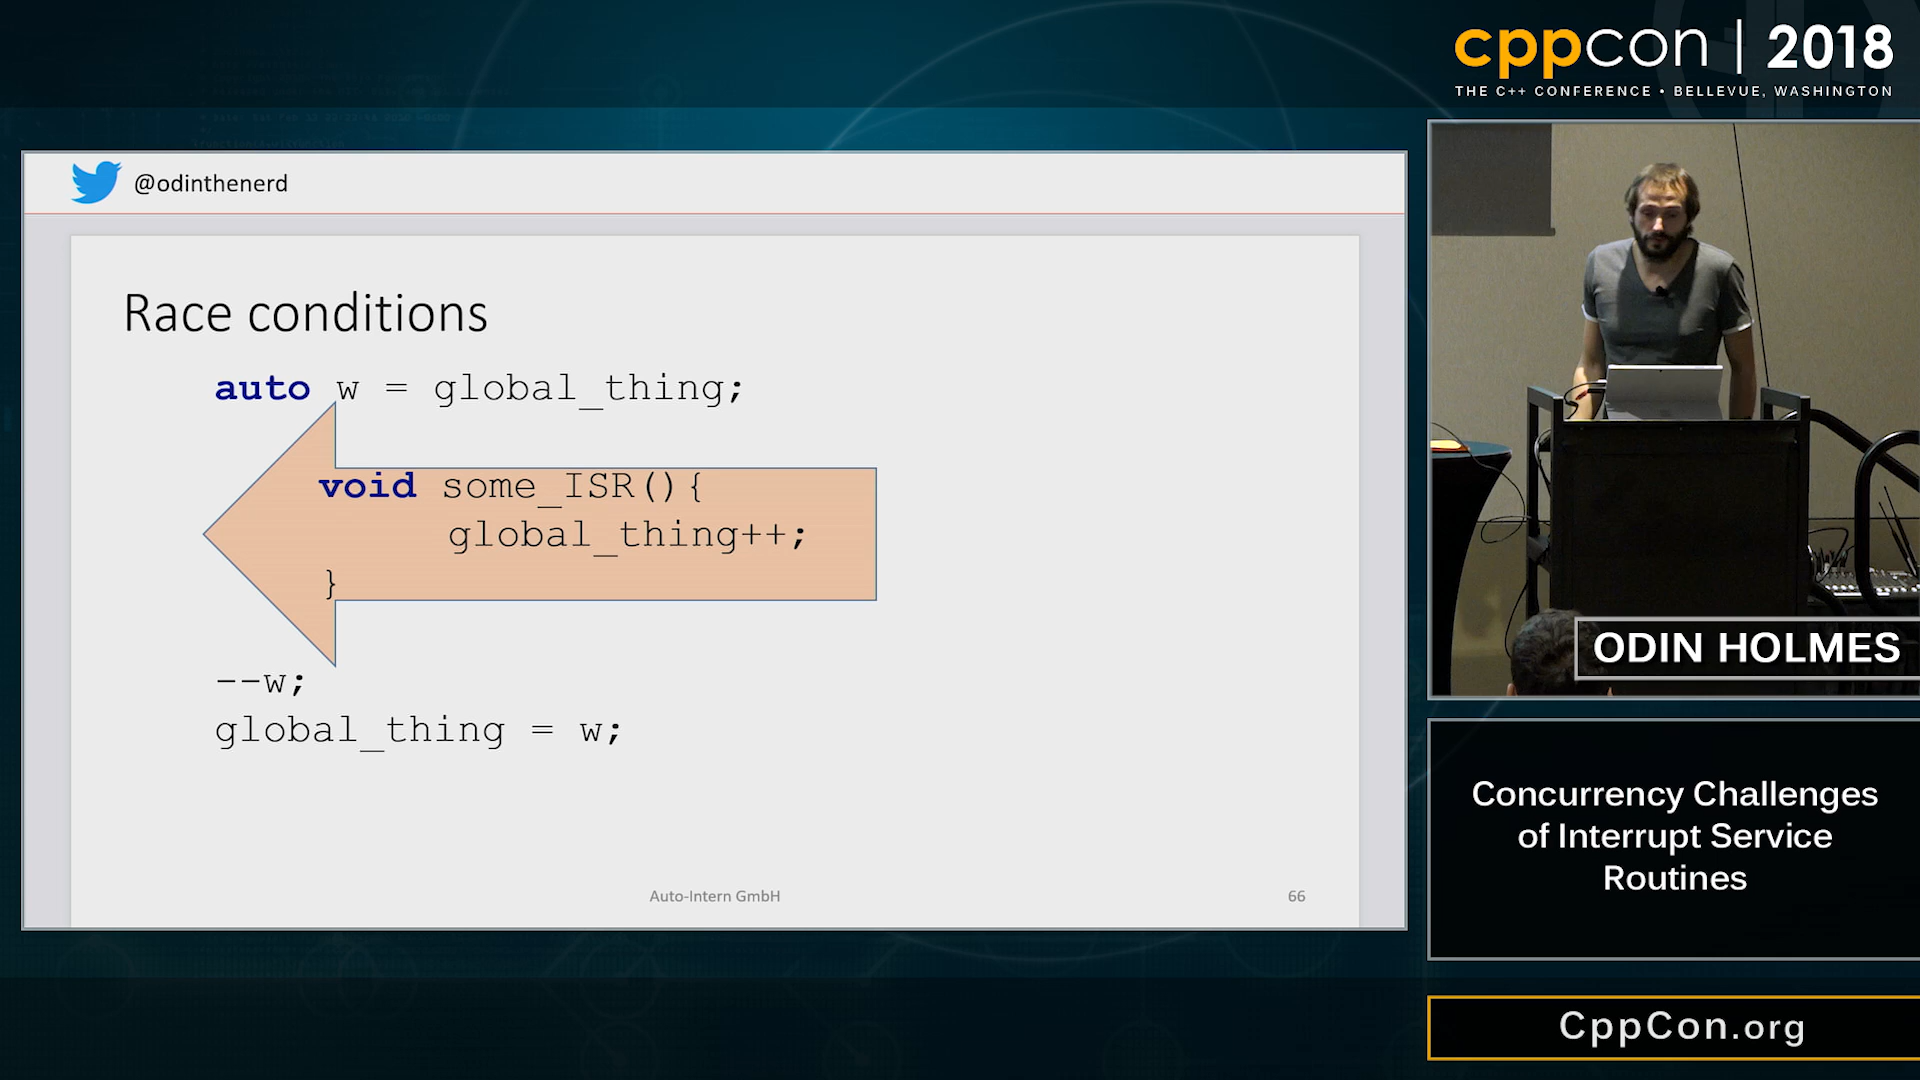 cppcon | 2018
THE C++ CONFERENCE • BELLEVUE, WASHINGTON
@odinthenerd
Race conditions
auto w = global_thing;
void some_ISR(){
global_thing++;
}
--w;
global_thing = w;
Auto-Intern GmbH
66
ODIN HOLMES
Concurrency Challenges
of Interrupt Service
Routines
CppCon.org